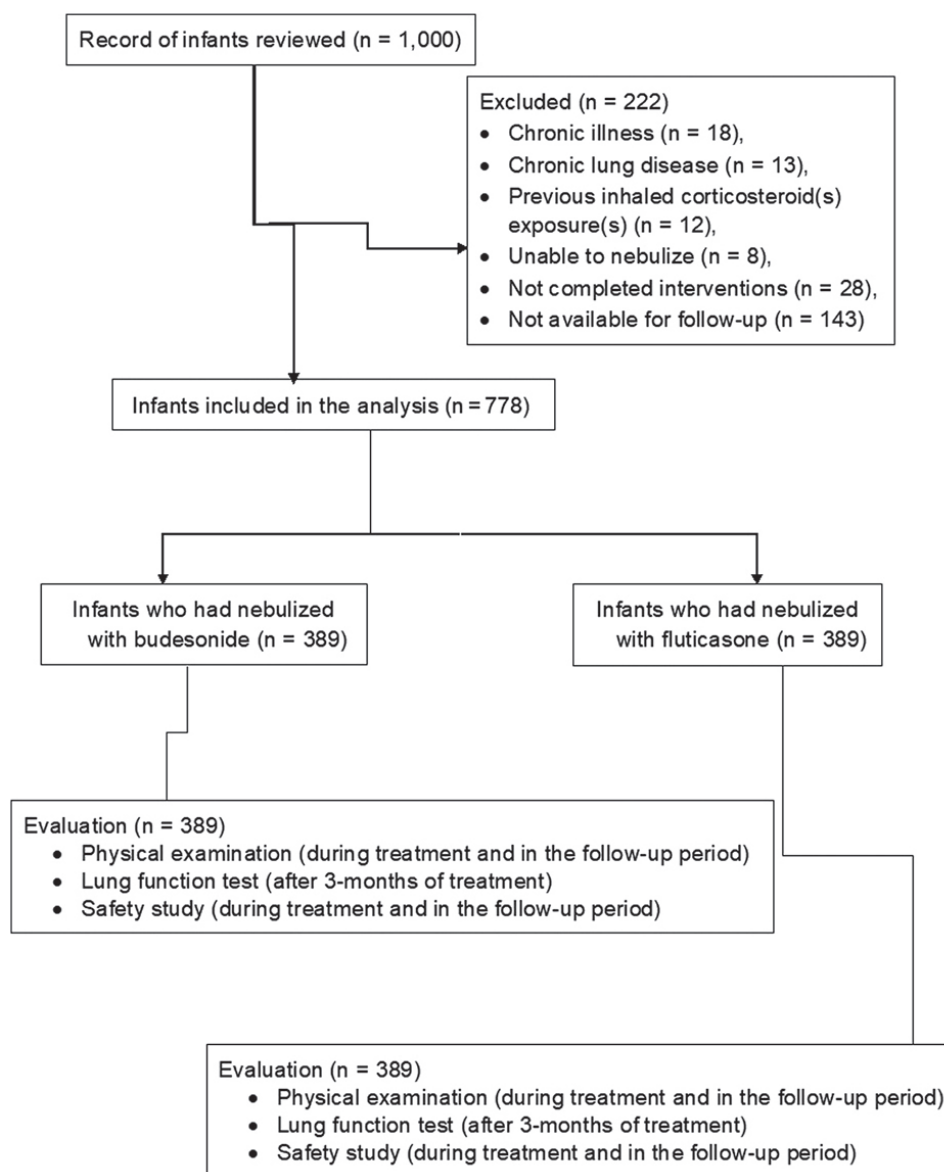 Record of infants reviewed (n = 1,000)
Excluded (n = 222)
• Chronic illness (n = 18),
• Chronic lung disease (n = 13),
• Previous inhaled corticosteroid(s)
exposure(s) (n = 12),
• Unable to nebulize (n = 8),
• Not completed interventions (n = 28),
• Not available for follow-up (n = 143)
Infants included in the analysis (n = 778)
Infants who had nebulized
with budesonide (n = 389)
Infants who had nebulized
with fluticasone (n = 389)
Evaluation (n = 389)
• Physical examination (during treatment and in the follow-up period)
• Lung function test (after 3-months of treatment)
• Safety study (during treatment and in the follow-up period)
Evaluation (n = 389)
• Physical examination (during treatment and in the follow-up period)
• Lung function test (after 3-months of treatment)
• Safety study (during treatment and in the follow-up period)